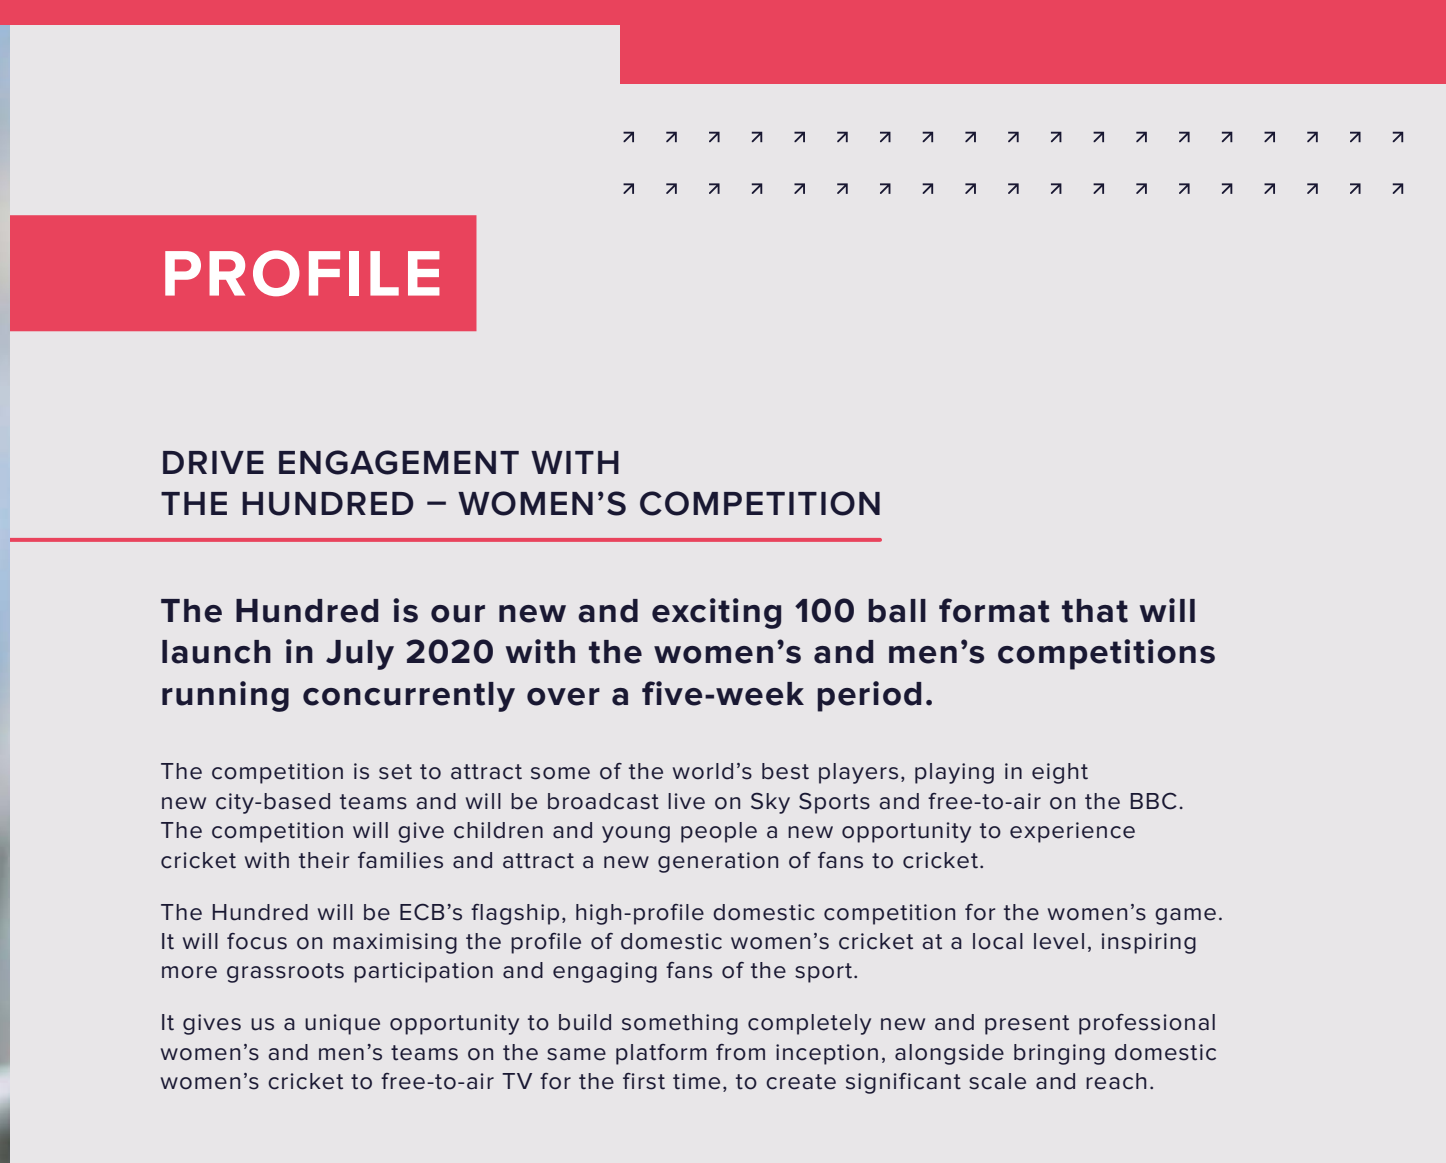 PROFILE
DRIVE ENGAGEMENT WITH
THE HUNDRED – WOMEN’S COMPETITION
The Hundred is our new and exciting 100 ball format that will
launch in July 2020 with the women’s and men’s competitions
running concurrently over a five-week period.
The competition is set to attract some of the world’s best players, playing in eight
new city-based teams and will be broadcast live on Sky Sports and free-to-air on the BBC.
The competition will give children and young people a new opportunity to experience
cricket with their families and attract a new generation of fans to cricket.
The Hundred will be ECB’s flagship, high-profile domestic competition for the women’s game.
It will focus on maximising the profile of domestic women’s cricket at a local level, inspiring
more grassroots participation and engaging fans of the sport.
It gives us a unique opportunity to build something completely new and present professional
women’s and men’s teams on the same platform from inception, alongside bringing domestic
women’s cricket to free-to-air TV for the first time, to create significant scale and reach.